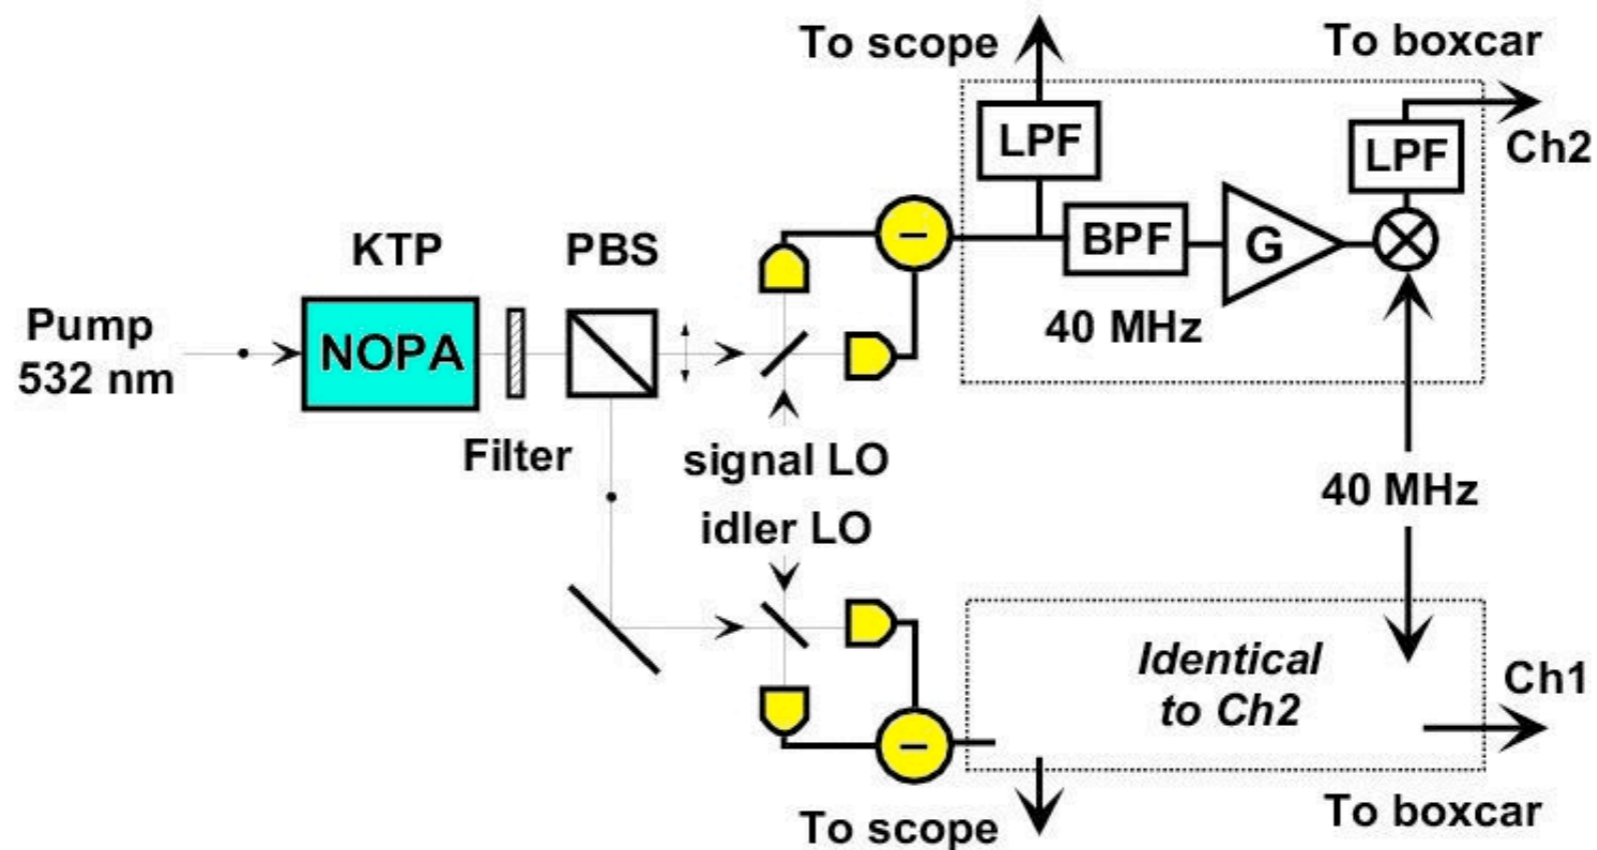 To scope
To boxcar
LPF
LPF
Ch2
KTP
PBS
BPF
G
Pump
532 nm
NOPA
40 MHz
Filter
signal LO
40 MHz
idler LO
Identical
to Ch2
Ch1
To scope
To boxcar